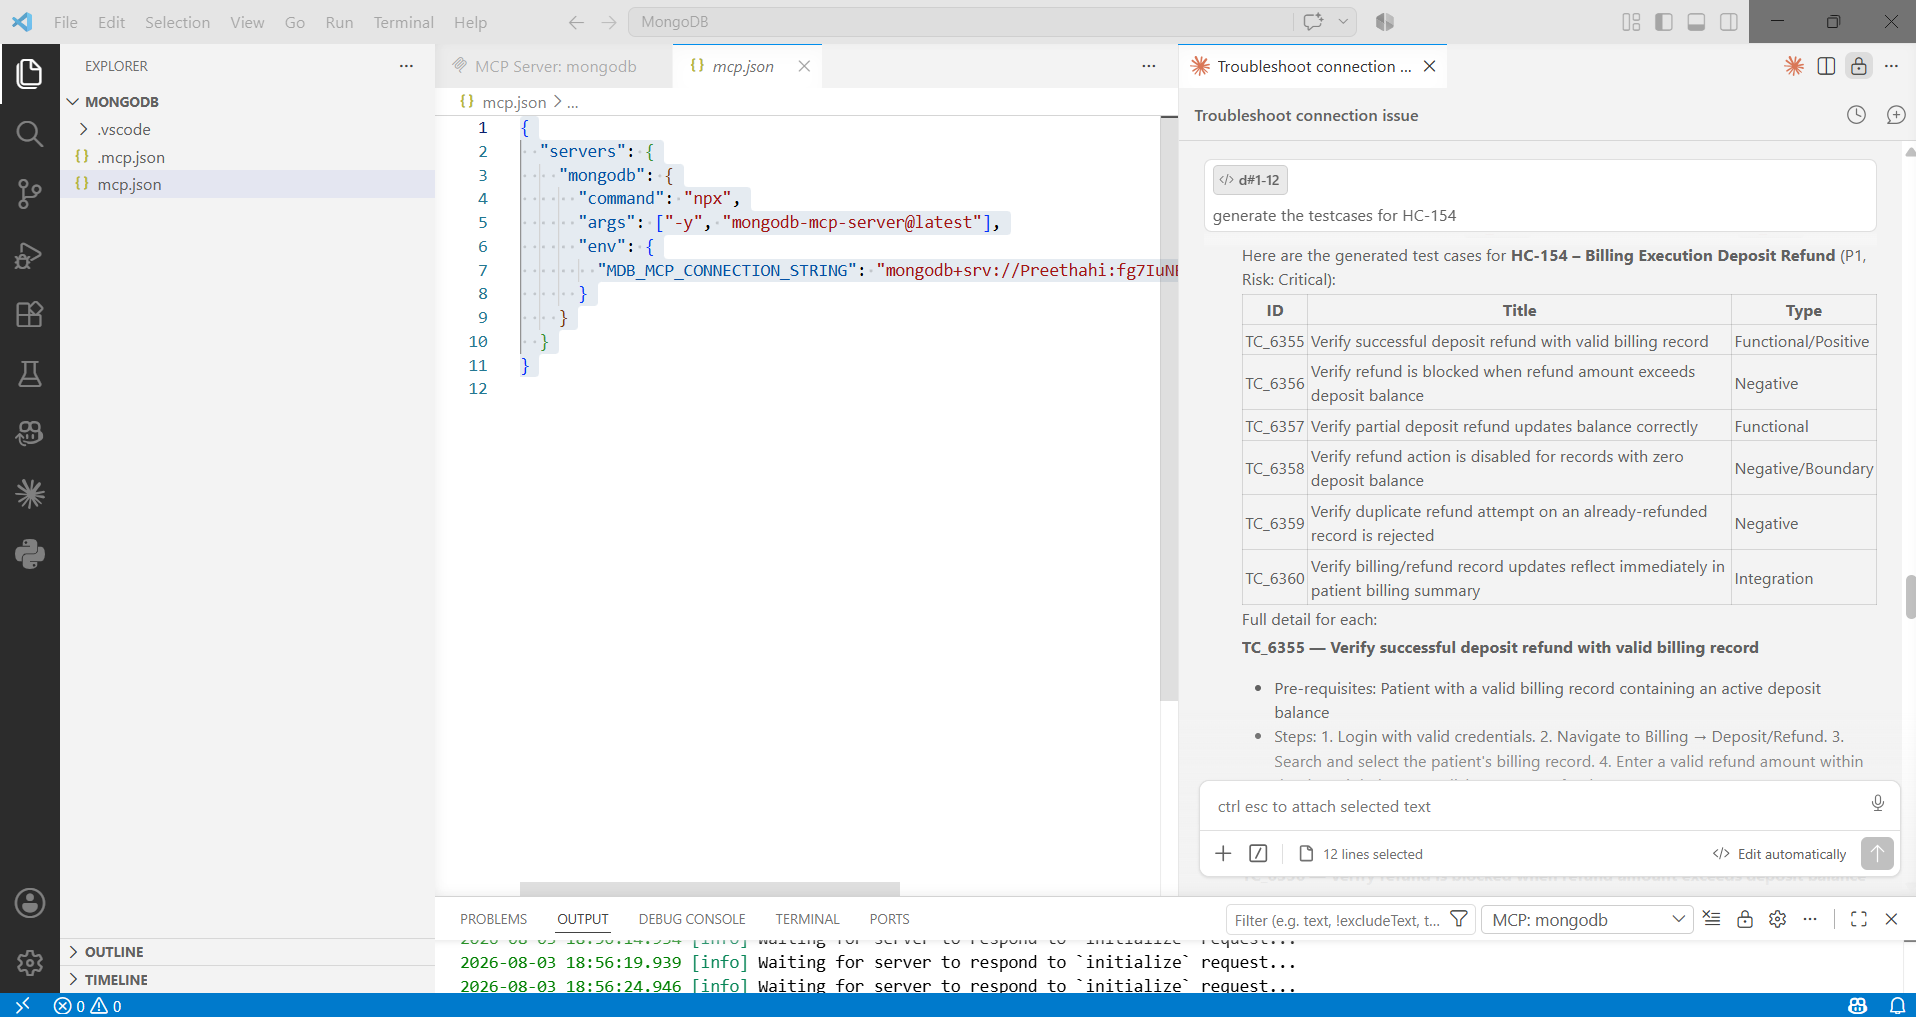 File Edit Selection View Go Run Terminal Help
MongoDB
EXPLORER
MONGODB
.vscode
.mcp.json
mcp.json
OUTLINE
TIMELINE
MCP Server: mongodb
mcp.json
mcp.json > ...
1 {
2 "servers": {
3 "mongodb": {
4 "command": "npx",
5 "args": ["-y", "mongodb-mcp-server@latest"],
6 "env": {
7 "MDB_MCP_CONNECTION_STRING": "mongodb+srv://Preethahi:fg7IuN
8 }
9 }
10 }
11 }
12
Troubleshoot connection ...
Troubleshoot connection issue
d#1-12
generate the testcases for HC-154
Here are the generated test cases for HC-154 – Billing Execution Deposit Refund (P1,
Risk: Critical):
ID Title Type
TC_6355 Verify successful deposit refund with valid billing record Functional/Positive
TC_6356 Verify refund is blocked when refund amount exceeds
deposit balance Negative
TC_6357 Verify partial deposit refund updates balance correctly Functional
TC_6358 Verify refund action is disabled for records with zero
deposit balance Negative/Boundary
TC_6359 Verify duplicate refund attempt on an already-refunded
record is rejected Negative
TC_6360 Verify billing/refund record updates reflect immediately in
patient billing summary Integration
Full detail for each:
TC_6355 — Verify successful deposit refund with valid billing record
• Pre-requisites: Patient with a valid billing record containing an active deposit
balance
• Steps: 1. Login with valid credentials. 2. Navigate to Billing → Deposit/Refund. 3.
Search and select the patient's billing record. 4. Enter a valid refund amount within
ctrl esc to attach selected text
12 lines selected
Edit automatically
PROBLEMS OUTPUT DEBUG CONSOLE TERMINAL PORTS
Filter (e.g. text, !excludeText, t...
MCP: mongodb
[info] Waiting for server to respond to `initialize` request...
2026-08-03 18:56:19.939 [info] Waiting for server to respond to `initialize` request...
2026-08-03 18:56:24.946 [info] Waiting for server to respond to `initialize` request...
0 0